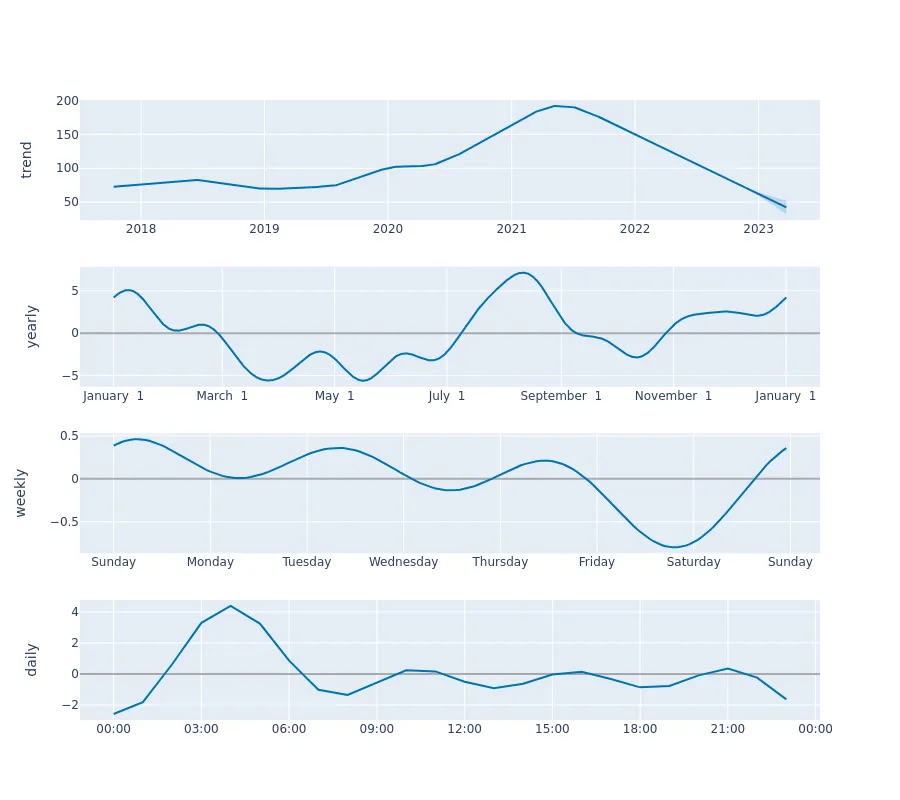 trend
200
150
100
50
2018 2019 2020 2021 2022 2023
yearly
5
0
−5
January 1 March 1 May 1 July 1 September 1 November 1 January 1
weekly
0.5
0
−0.5
Sunday Monday Tuesday Wednesday Thursday Friday Saturday Sunday
daily
4
2
0
−2
00:00 03:00 06:00 09:00 12:00 15:00 18:00 21:00 00:00